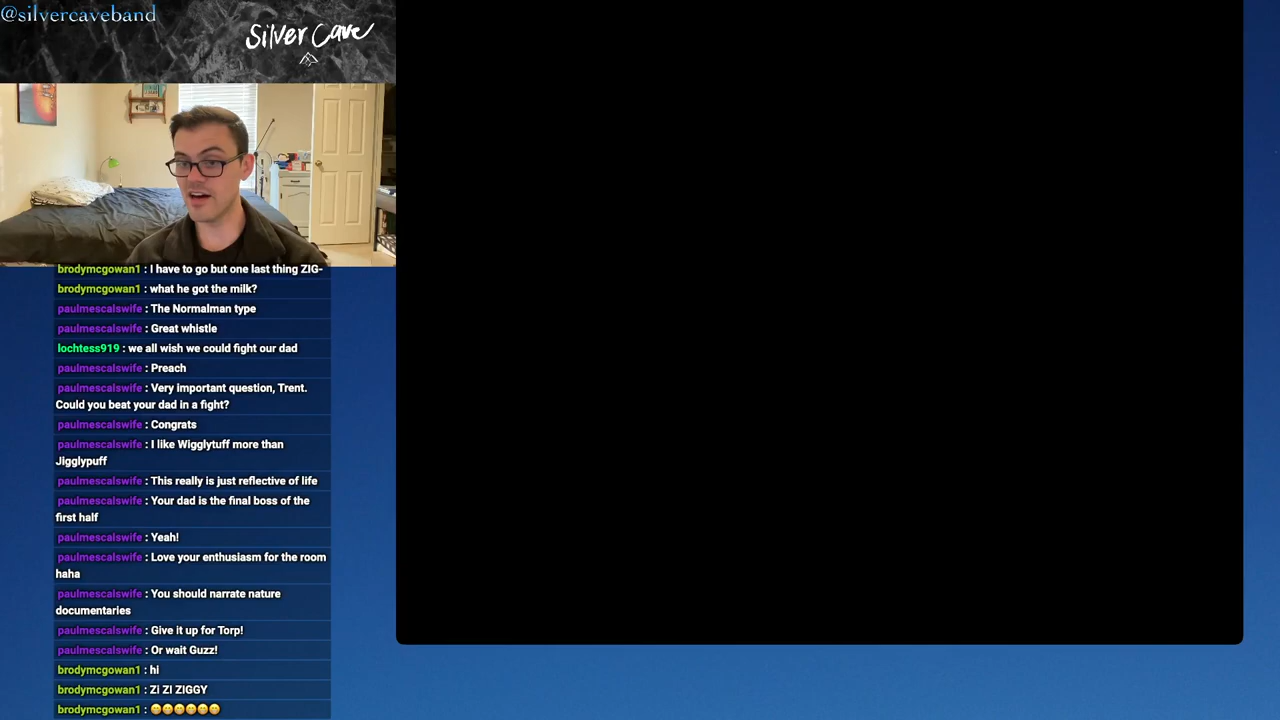 @silvercaveband
Silver Cave
brodymcgowan1 : I have to go but one last thing ZIG-
brodymcgowan1 : what he got the milk?
paulmescalswife : The Normalman type
paulmescalswife : Great whistle
lochtess919 : we all wish we could fight our dad
paulmescalswife : Preach
paulmescalswife : Very important question, Trent.
Could you beat your dad in a fight?
paulmescalswife : Congrats
paulmescalswife : I like Wigglytuff more than
Jigglypuff
paulmescalswife : This really is just reflective of life
paulmescalswife : Your dad is the final boss of the
first half
paulmescalswife : Yeah!
paulmescalswife : Love your enthusiasm for the room
haha
paulmescalswife : You should narrate nature
documentaries
paulmescalswife : Give it up for Torp!
paulmescalswife : Or wait Guzz!
brodymcgowan1 : hi
brodymcgowan1 : Zi ZI ZIGGY
brodymcgowan1 : 😋😋😋😋😋😋